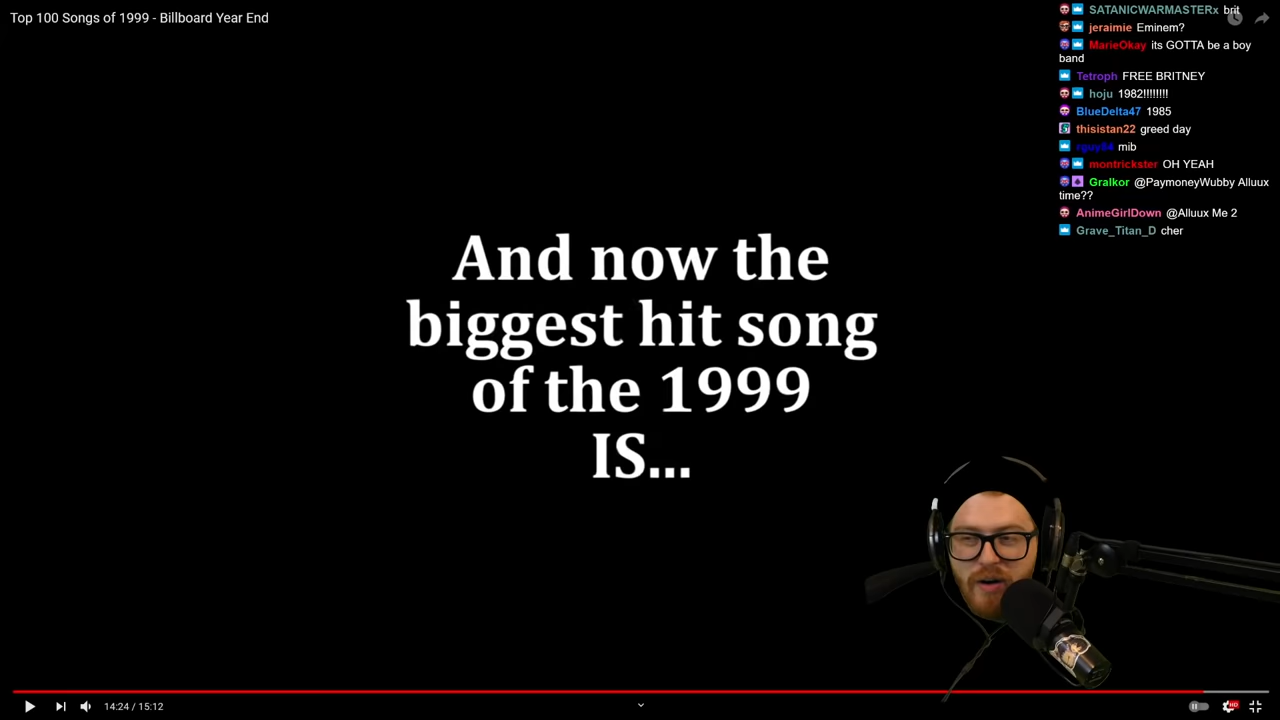 Top 100 Songs of 1999 - Billboard Year End
SATANICWARMASTERx brit
jeraimie Eminem?
MarieOkay its GOTTA be a boy
band
Tetroph FREE BRITNEY
hoju 1982!!!!!!!!
BlueDelta47 1985
thisistan22 greed day
mib
montrickster OH YEAH
Gralkor @PaymoneyWubby Alluux
time??
AnimeGirlDown @Alluux Me 2
Grave_Titan_D cher
And now the
biggest hit song
of the 1999
IS...
14:24 / 15:12
HD